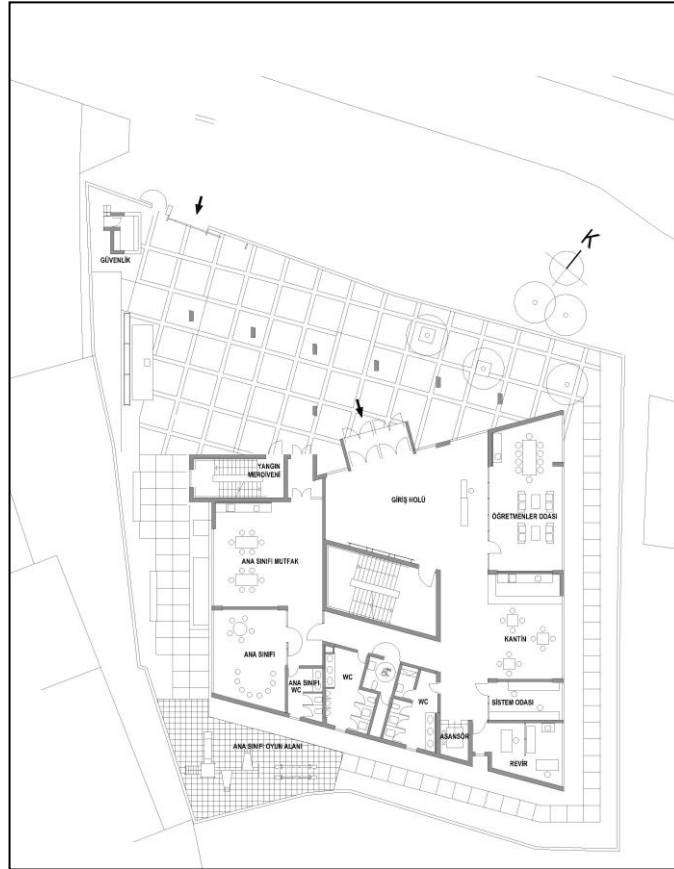 K
GÜVENLİK
YANGIN
MERDİVENİ
GİRİŞ HOLÜ
ÖĞRETMENLER ODASI
ANA SINIFI MUTFAK
KANTİN
ANA SINIFI
ANA SINIFI
WC
WC
WC
SİSTEM ODASI
ASANSÖR
REVİR
ANA SINIFI OYUN ALANI